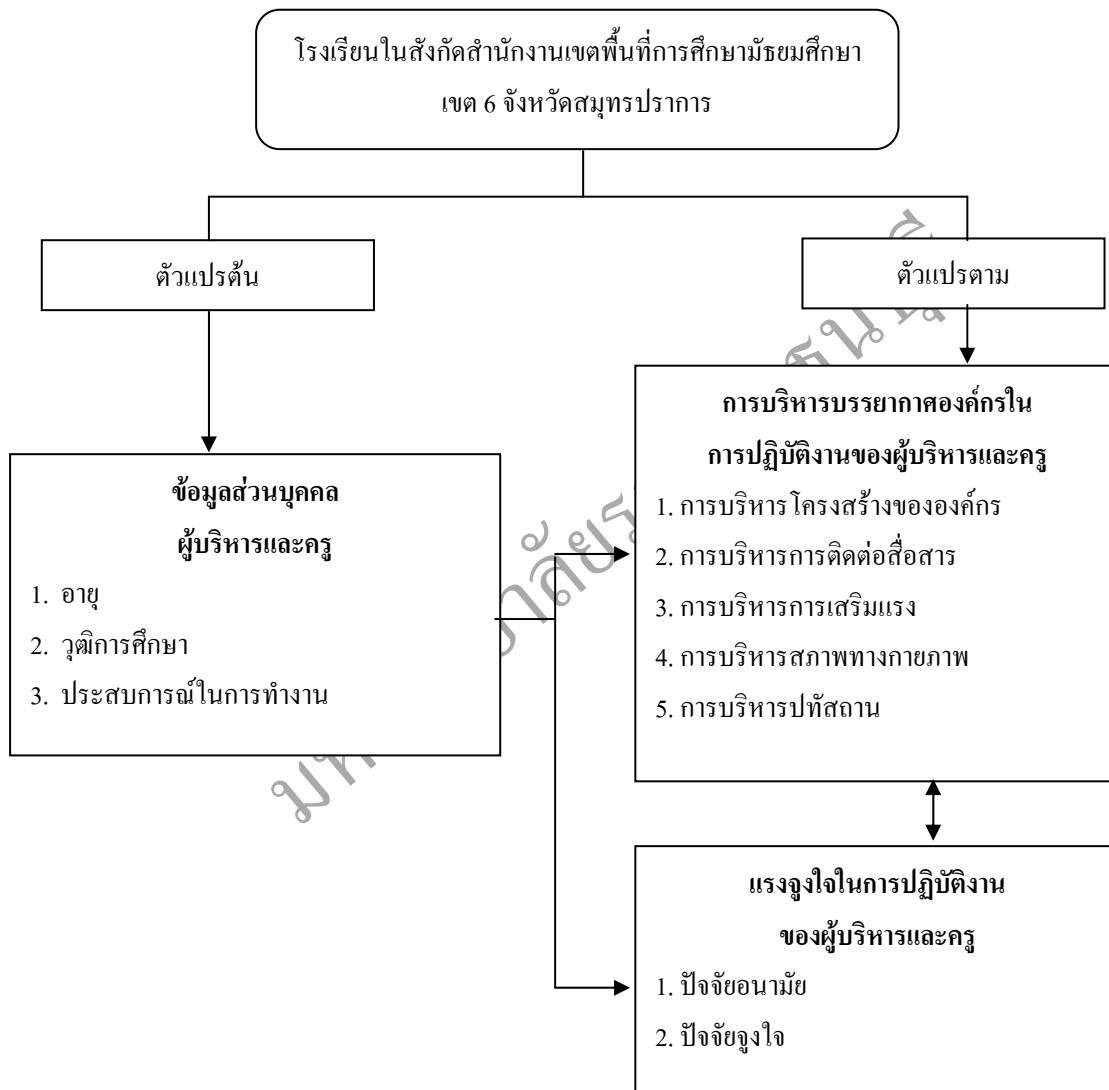 โรงเรียนในสังกัดสำนักงานเขตพื้นที่การศึกษามัธยมศึกษา
เขต 6 จังหวัดสมุทรปราการ
ตัวแปรต้น
ตัวแปรตาม
ข้อมูลส่วนบุคคล
ผู้บริหารและครู
1. อายุ
2. วุฒิการศึกษา
3. ประสบการณ์ในการทำงาน
การบริหารบรรยากาศองค์กรใน
การปฏิบัติงานของผู้บริหารและครู
1. การบริหารโครงสร้างขององค์กร
2. การบริหารการติดต่อสื่อสาร
3. การบริหารการเสริมแรง
4. การบริหารสภาพทางกายภาพ
5. การบริหารปทัสถาน
แรงจูงใจในการปฏิบัติงาน
ของผู้บริหารและครู
1. ปัจจัยอนามัย
2. ปัจจัยจูงใจ